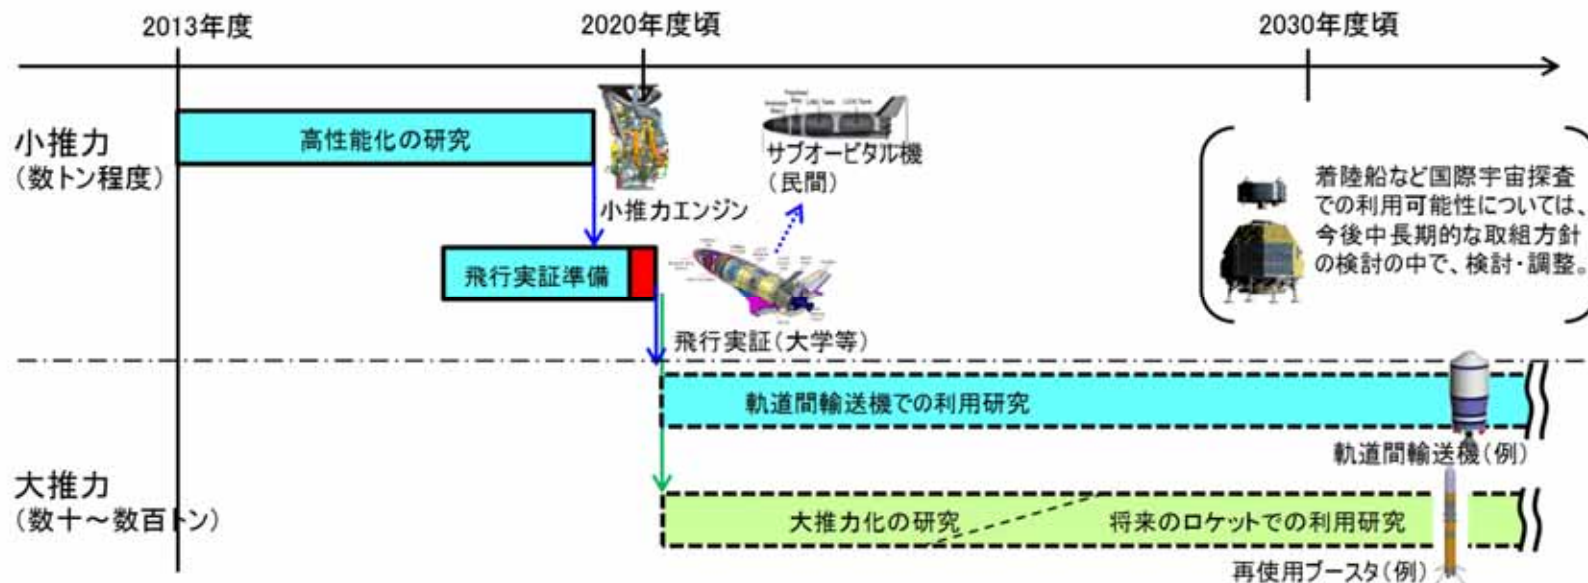 2013年度
2020年度頃
2030年度頃
小推力
(数トン程度)
高性能化の研究
小推力エンジン
LNG Tank
LOX Tank
サブオービタル機
(民間)
着陸船など国際宇宙探査
での利用可能性については、
今後中長期的な取組方針
の検討の中で、検討・調整。
飛行実証準備
飛行実証(大学等)
軌道間輸送機での利用研究
軌道間輸送機(例)
大推力
(数十～数百トン)
大推力化の研究
将来のロケットでの利用研究
再使用ブースタ(例)